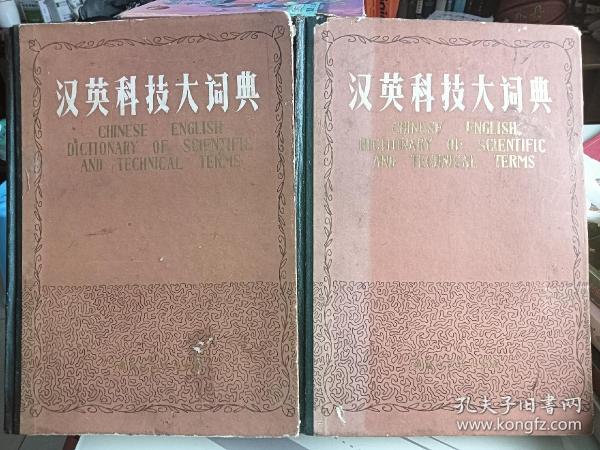 汉英科技大词典
CHINESE ENGLISH
DICTIONARY OF SCIENTIFIC
AND TECHNICAL TERMS
汉英科技大词典
CHINESE ENGLISH
DICTIONARY OF SCIENTIFIC
AND TECHNICAL TERMS
孔夫子旧书网
www.kongfz.com